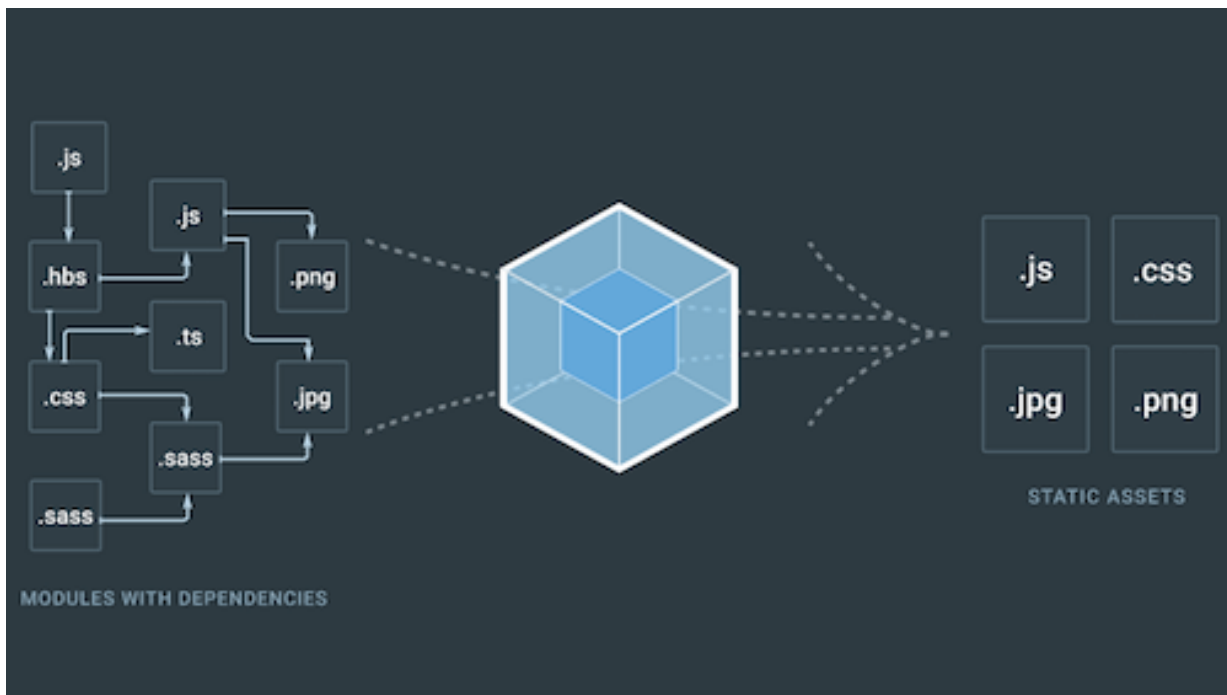 .js
.js
.hbs
.png
.ts
.css
.jpg
.sass
.sass
MODULES WITH DEPENDENCIES
.js
.css
.jpg
.png
STATIC ASSETS